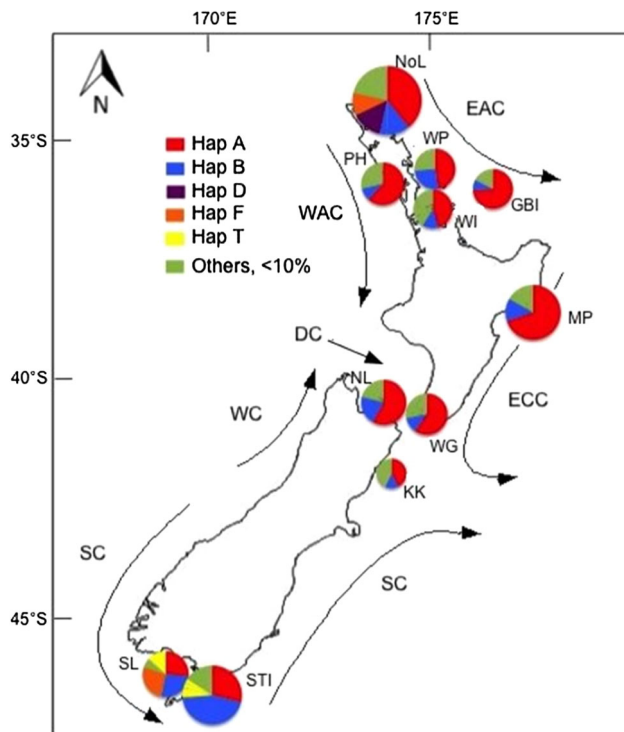 170°E 175°E
NoL
EAC
N
35°S
WP
Hap A
PH
Hap B
GBI
Hap D
WAC
WI
Hap F
Hap T
Others, <10%
MP
DC
40°S
NL
ECC
WC
WG
KK
SC
SC
45°S
SL
STI